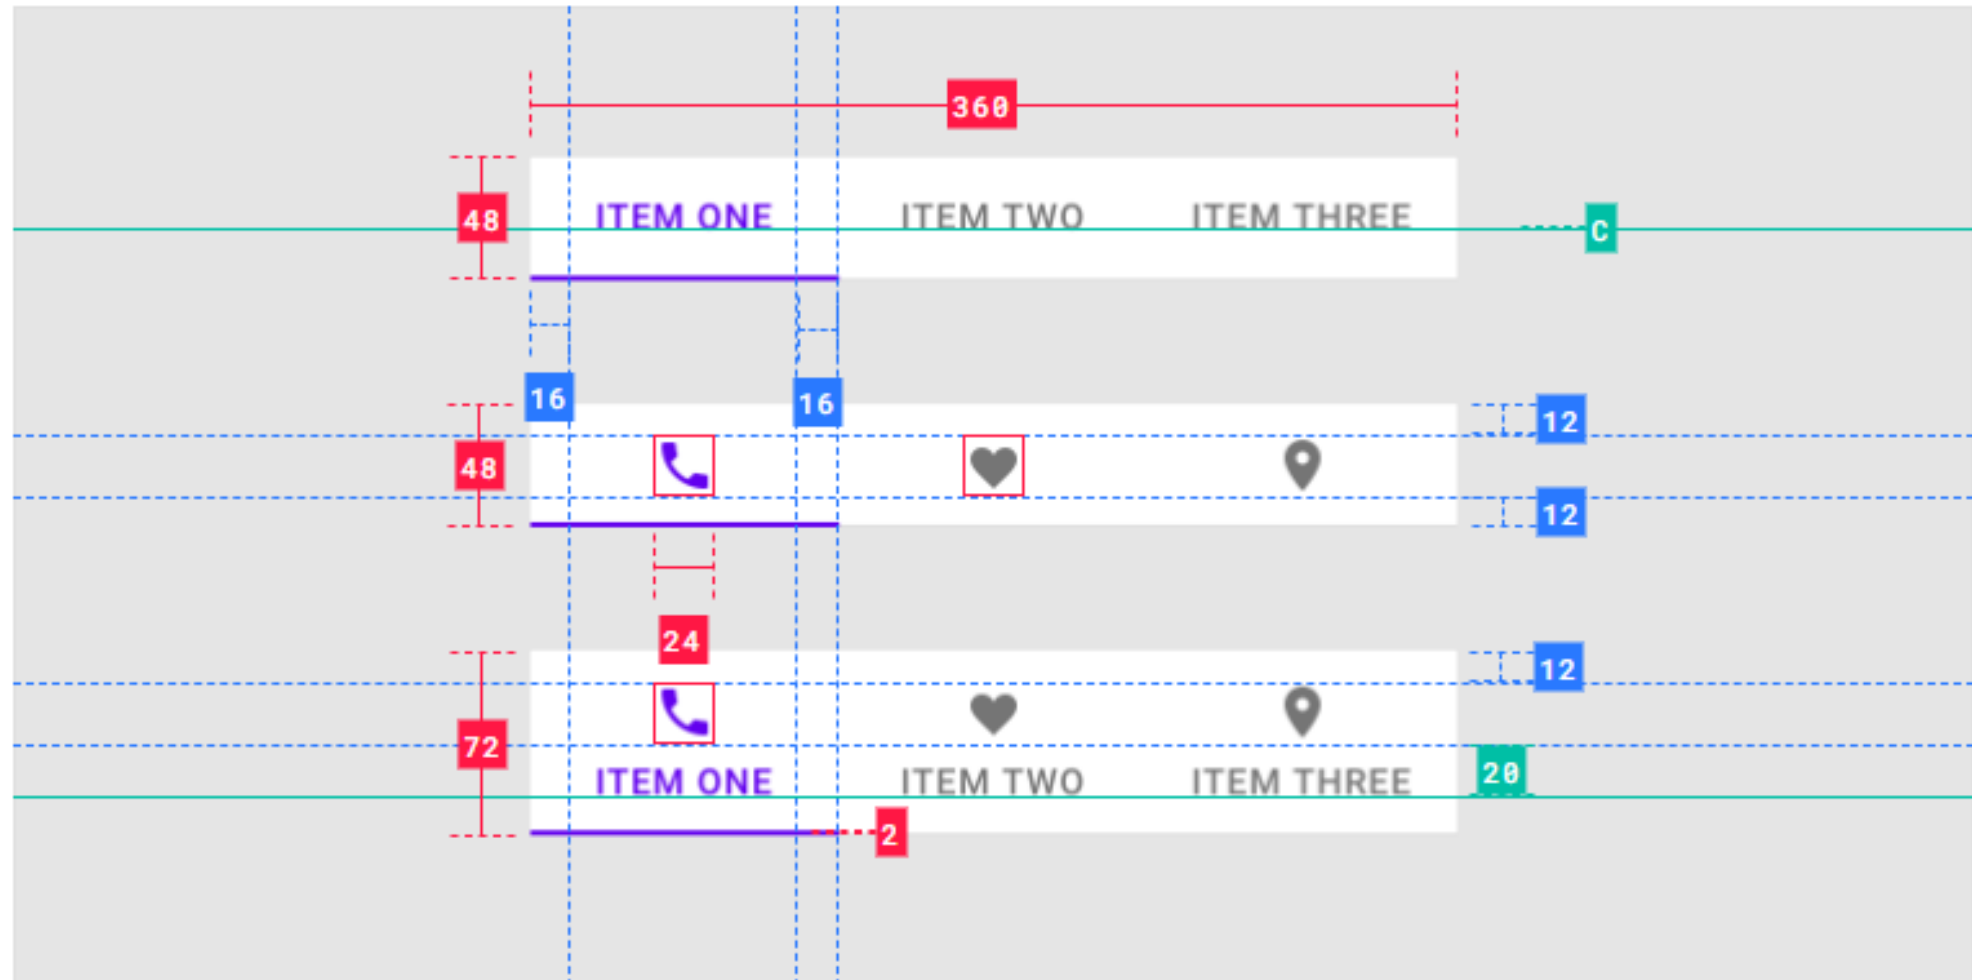 360
48 ITEM ONE ITEM TWO ITEM THREE C
16 16 12
48
12
24
12
72
ITEM ONE ITEM TWO ITEM THREE 20
2